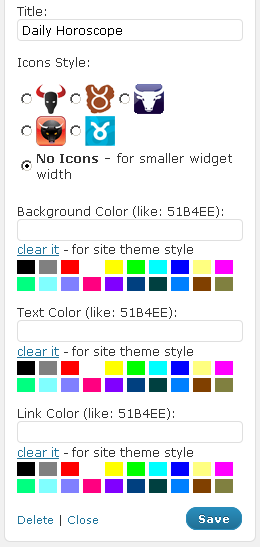 Title:
Daily Horoscope
Icons Style:
No Icons - for smaller widget
width
Background Color (like: 51B4EE):
clear it - for site theme style
Text Color (like: 51B4EE):
clear it - for site theme style
Link Color (like: 51B4EE):
clear it - for site theme style
Delete | Close
Save